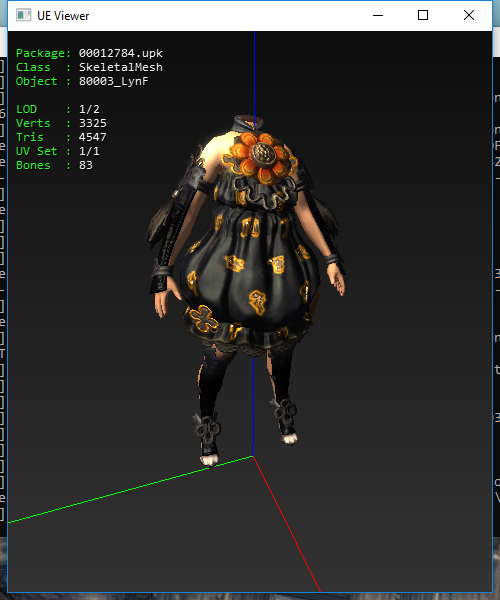 UE Viewer
Package: 00012784.upk
Class : SkeletalMesh
Object : 80003_LynF
LOD : 1/2
Verts : 3325
Tris : 4547
UV Set : 1/1
Bones : 83